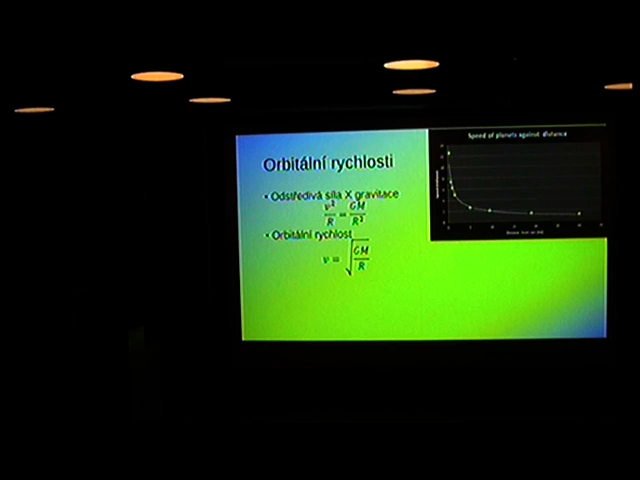 Orbitální rychlosti
• Odstředivá síla X gravitace
v²/R = GM/R²
• Orbitální rychlost
v = √(GM/R)
Speed of planets against distance